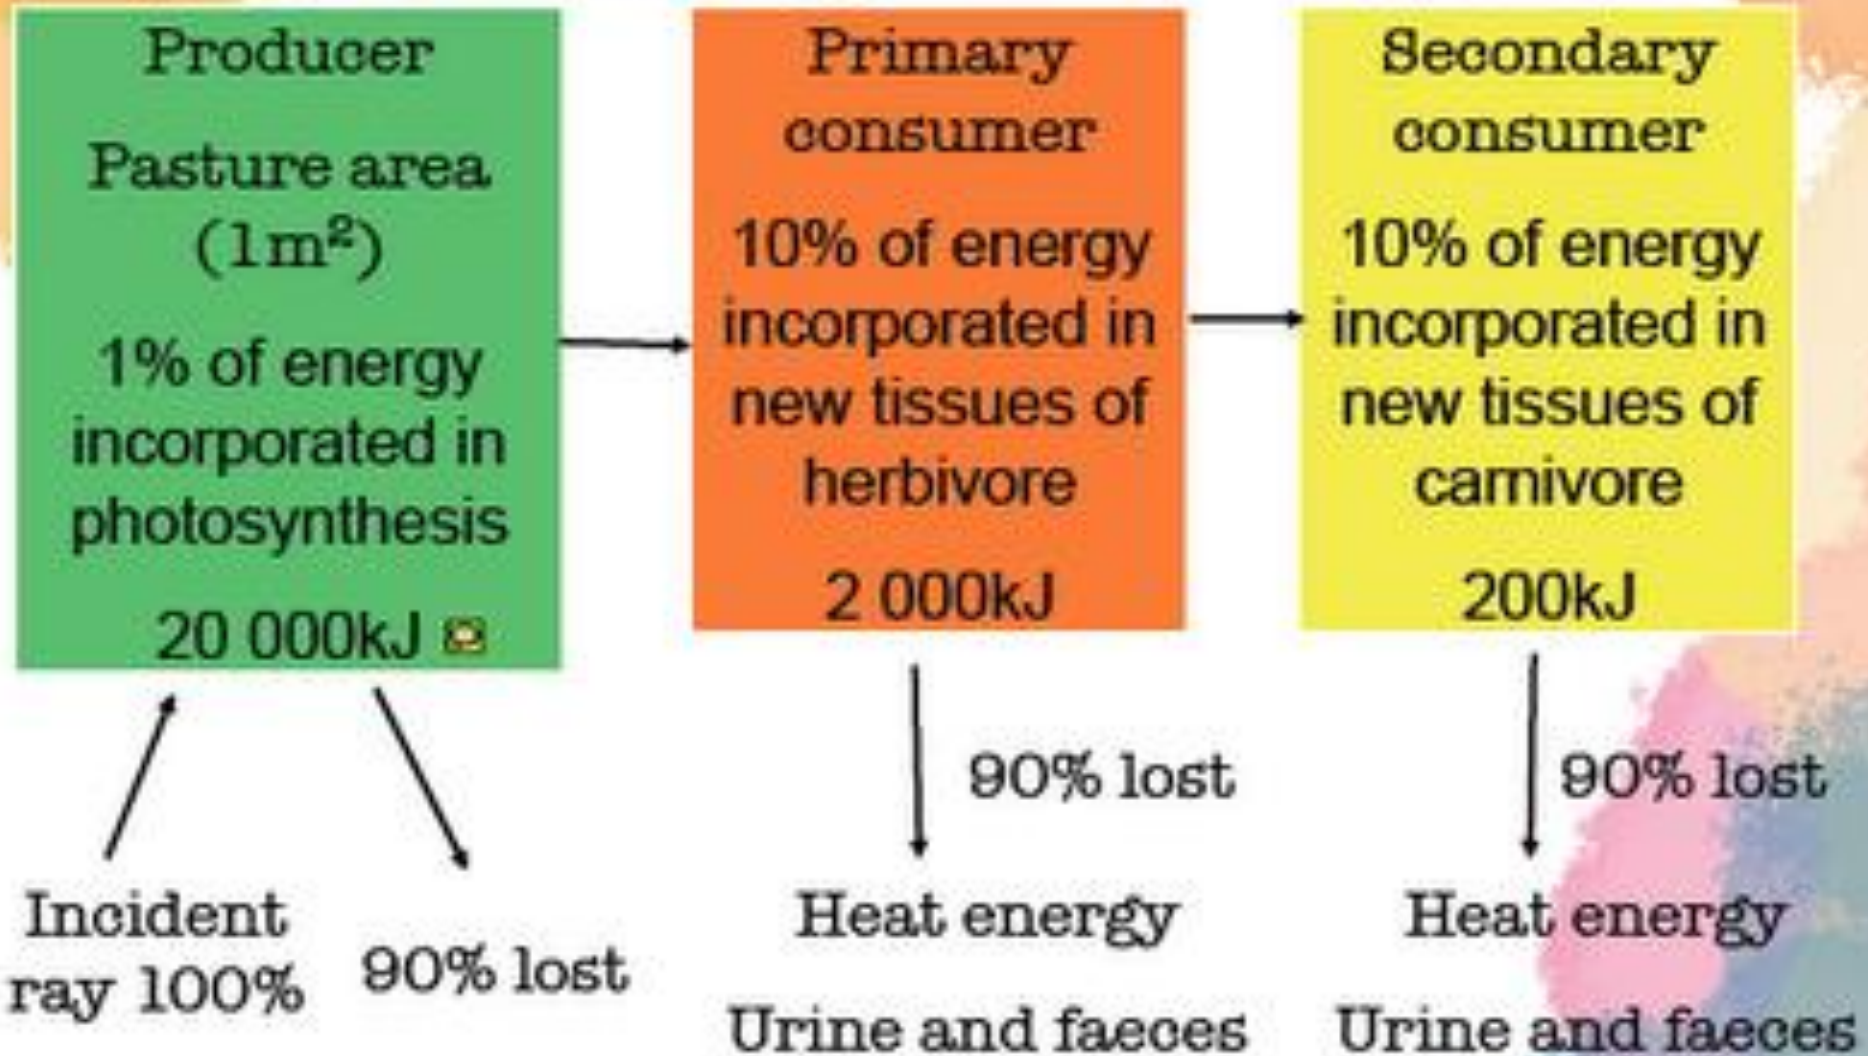 Producer
Pasture area
(1m²)
1% of energy
incorporated in
photosynthesis
20 000kJ
Primary
consumer
10% of energy
incorporated in
new tissues of
herbivore
2 000kJ
Secondary
consumer
10% of energy
incorporated in
new tissues of
carnivore
200kJ
Incident
ray 100%
90% lost
90% lost
Heat energy
Urine and faeces
90% lost
Heat energy
Urine and faeces